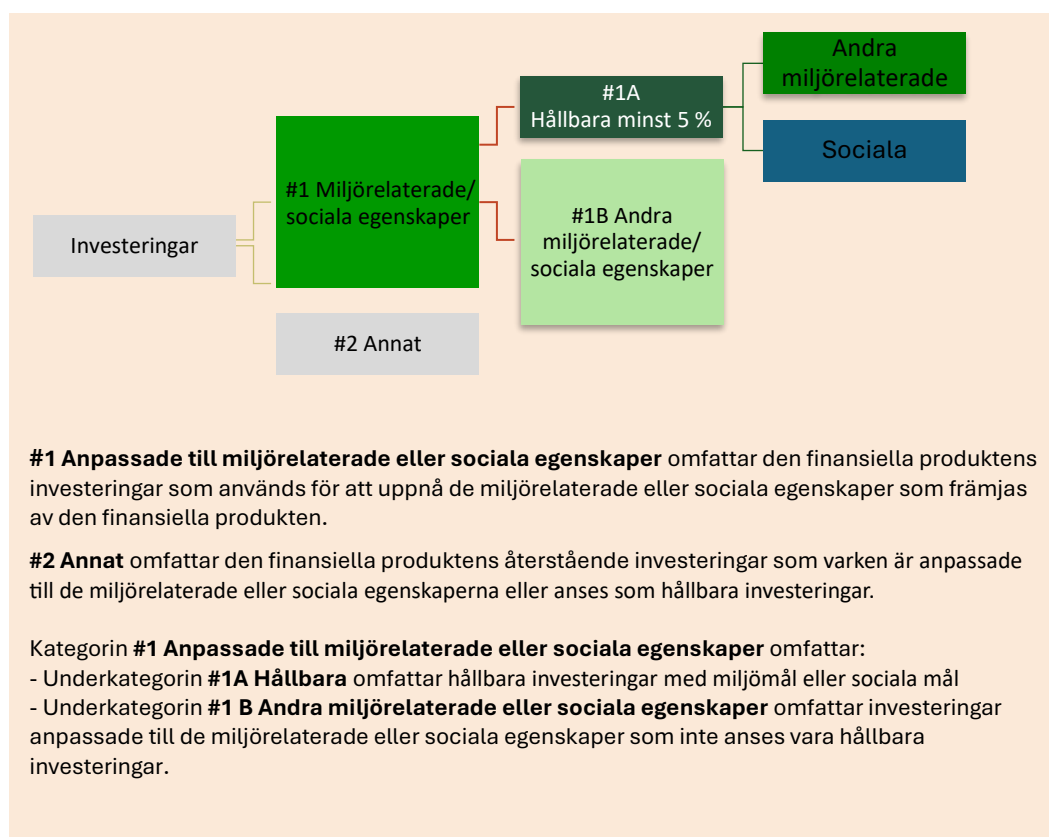 Andra
miljörelaterade
#1A
Hållbara minst 5 %
Sociala
#1 Miljörelaterade/
sociala egenskaper
#1B Andra
miljörelaterade/
sociala egenskaper
Investeringar
#2 Annat
#1 Anpassade till miljörelaterade eller sociala egenskaper omfattar den finansiella produktens
investeringar som används för att uppnå de miljörelaterade eller sociala egenskaper som främjas
av den finansiella produkten.
#2 Annat omfattar den finansiella produktens återstående investeringar som varken är anpassade
till de miljörelaterade eller sociala egenskaperna eller anses som hållbara investeringar.
Kategorin #1 Anpassade till miljörelaterade eller sociala egenskaper omfattar:
- Underkategorin #1A Hållbara omfattar hållbara investeringar med miljömål eller sociala mål
- Underkategorin #1 B Andra miljörelaterade eller sociala egenskaper omfattar investeringar
anpassade till de miljörelaterade eller sociala egenskaper som inte anses vara hållbara
investeringar.